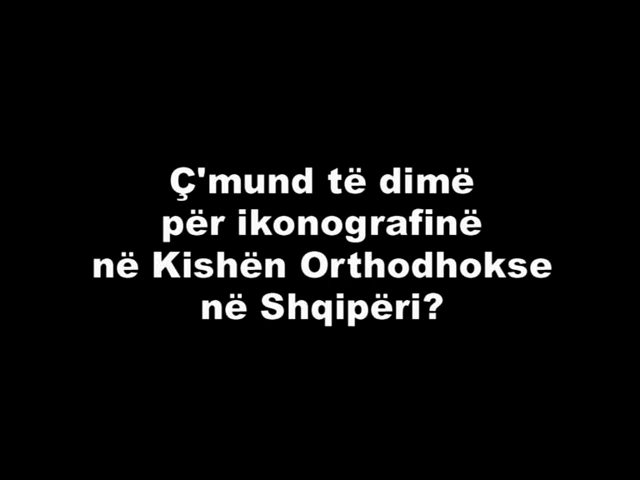 Ç'mund të dimë
për ikonografinë
në Kishën Orthodhokse
në Shqipëri?